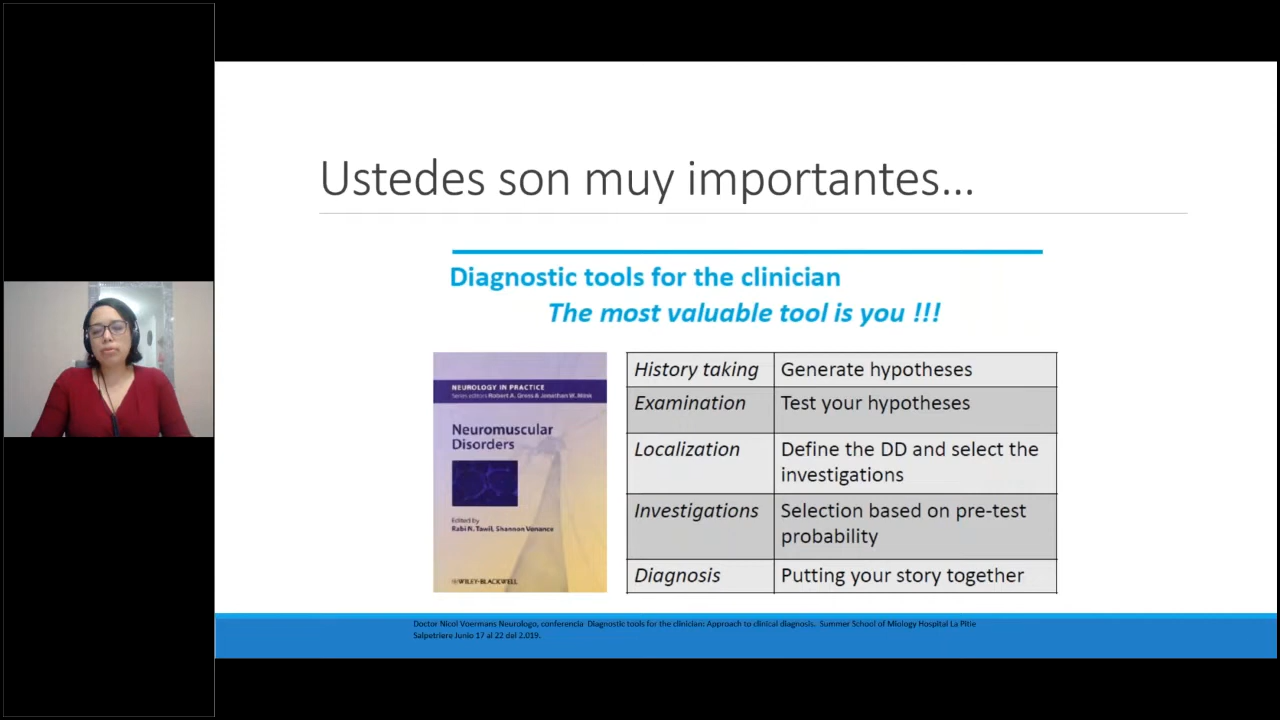 Ustedes son muy importantes...
Diagnostic tools for the clinician
The most valuable tool is you !!!
NEUROLOGY IN PRACTICE
Series editors Robert A. Gross & Jonathan W. Mink
Neuromuscular
Disorders
Edited by
Rabi N. Tawil, Shannon Venance
WILEY-BLACKWELL
History taking Generate hypotheses
Examination Test your hypotheses
Localization Define the DD and select the
investigations
Investigations Selection based on pre-test
probability
Diagnosis Putting your story together
Doctor Nicol Voermans Neurologo, conferencia Diagnostic tools for the clinician: Approach to clinical diagnosis. Summer School of Miology Hospital La Pitie
Salpetriere Junio 17 al 22 del 2.019.